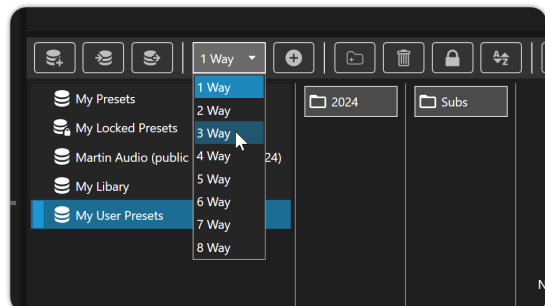 1 Way
My Presets
My Locked Presets
Martin Audio (public
24)
My Libary
My User Presets
1 Way
2 Way
3 Way
4 Way
5 Way
6 Way
7 Way
8 Way
2024
Subs
N